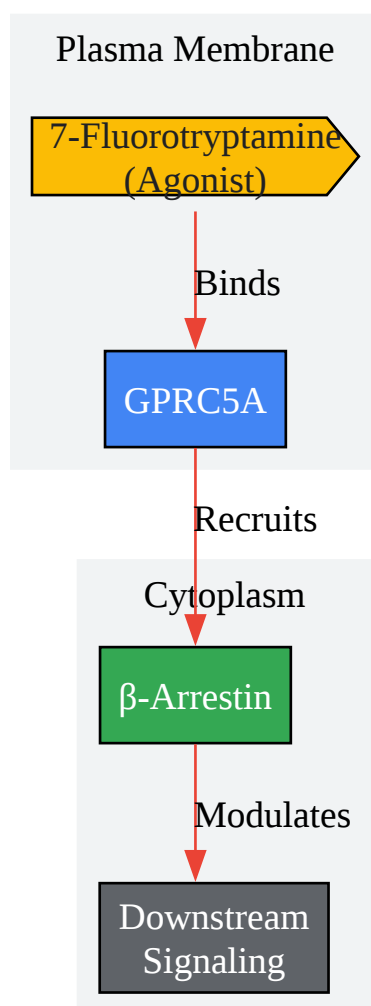 Plasma Membrane
7-Fluorotryptamine
(Agonist)
Binds
GPRC5A
Recruits
Cytoplasm
β-Arrestin
Modulates
Downstream
Signaling